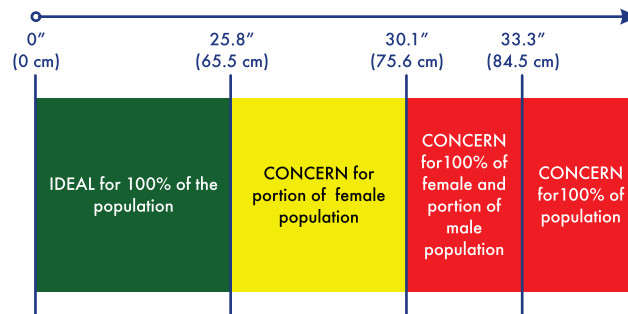 0″ 25.8″ 30.1″ 33.3″
(0 cm) (65.5 cm) (75.6 cm) (84.5 cm)
IDEAL for 100% of the
population
CONCERN for
portion of female
population
CONCERN
for100% of
female and
portion of
male
population
CONCERN
for100% of
population